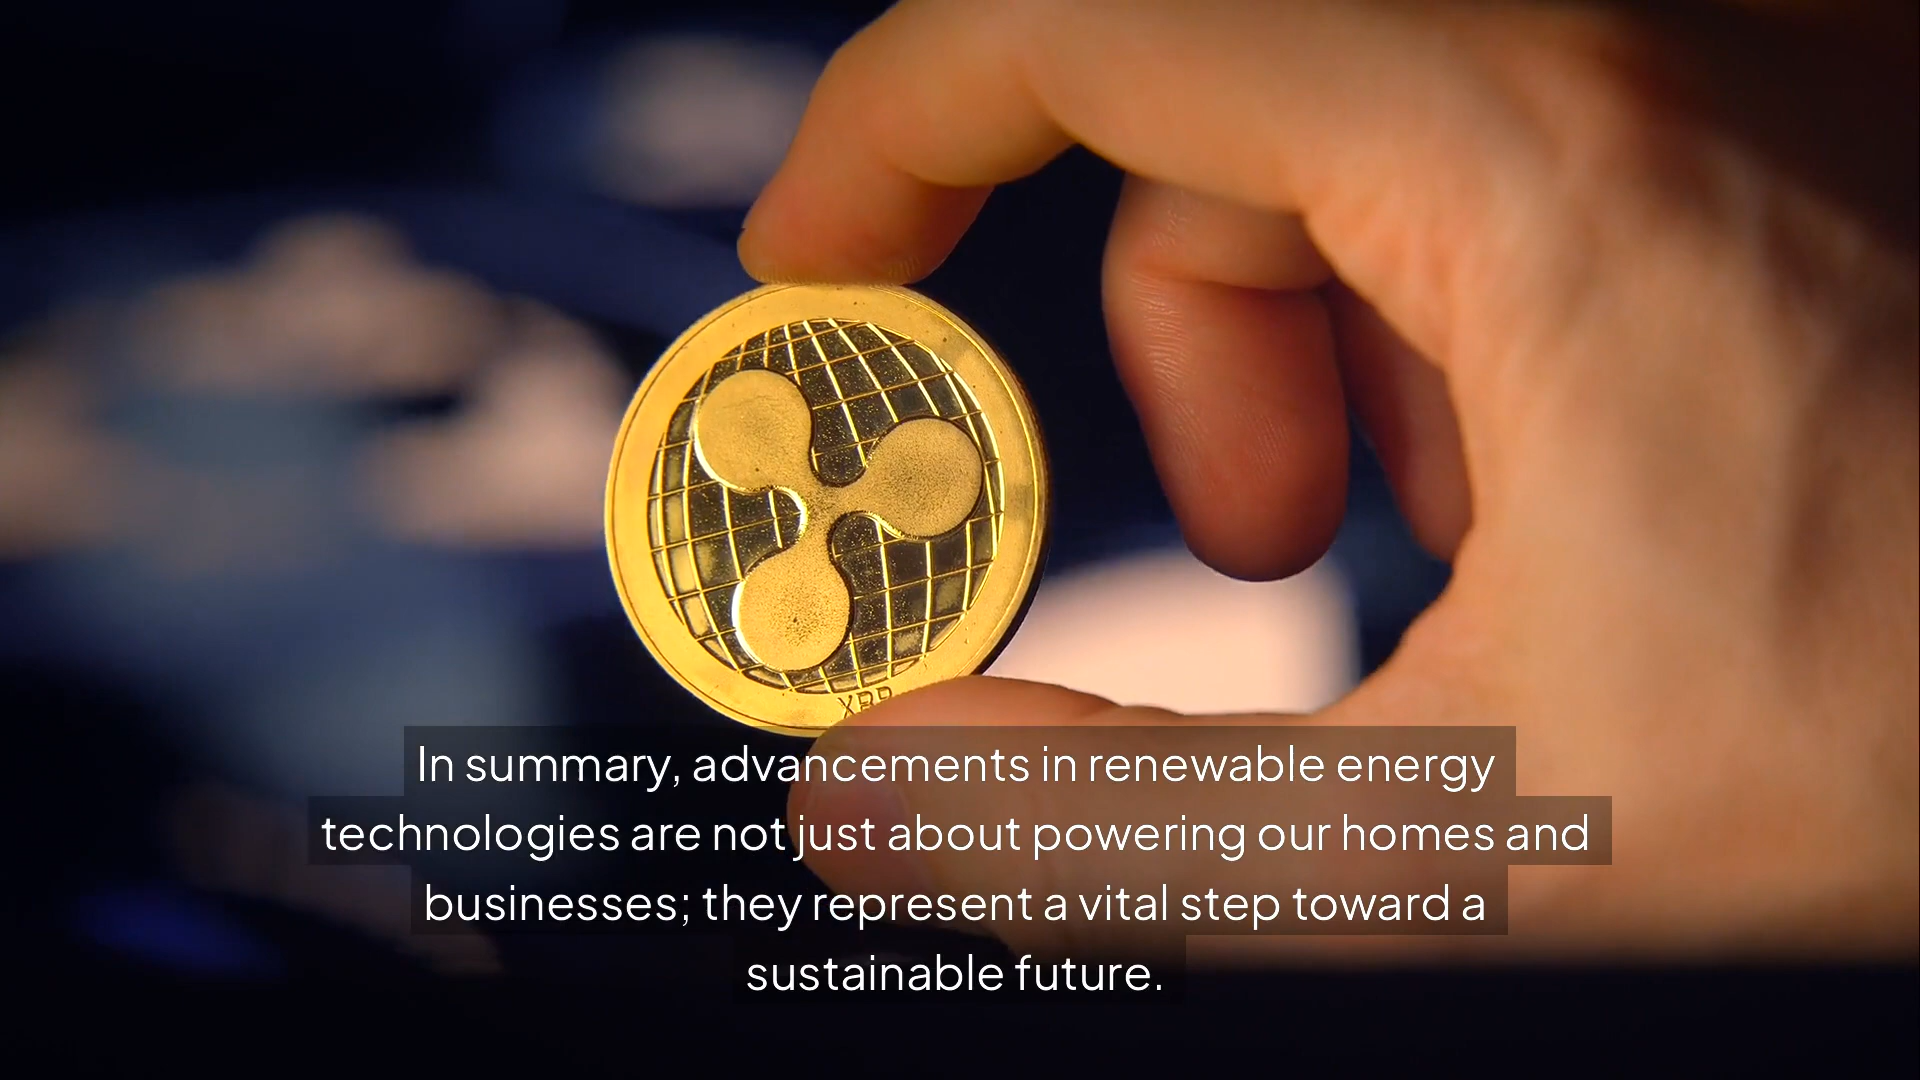 XRP
In summary, advancements in renewable energy
technologies are not just about powering our homes and
businesses; they represent a vital step toward a
sustainable future.